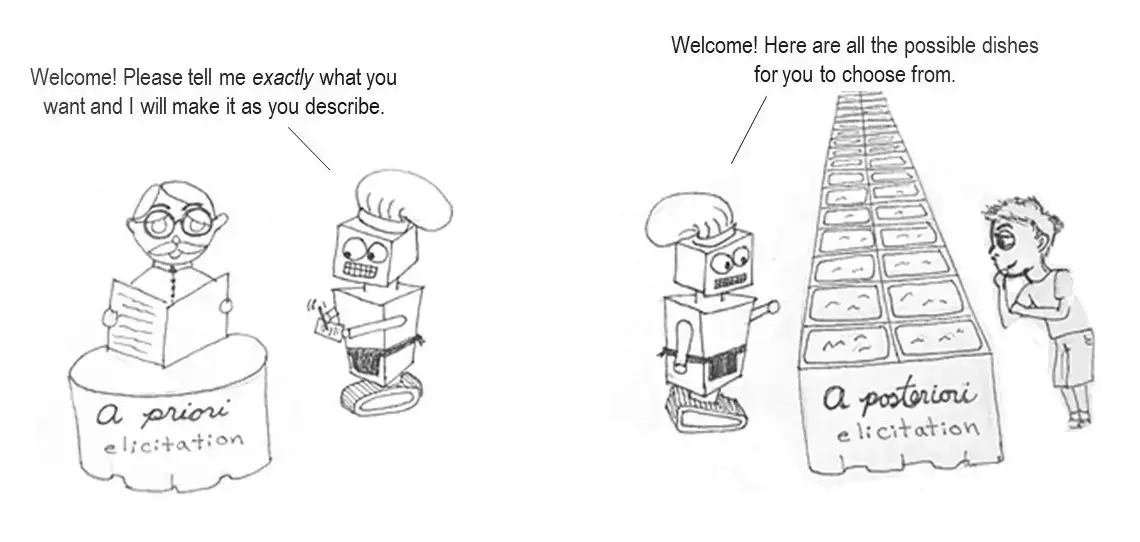 Welcome! Please tell me exactly what you
want and I will make it as you describe.
a priori
elicitation
Welcome! Here are all the possible dishes
for you to choose from.
a posteriori
elicitation